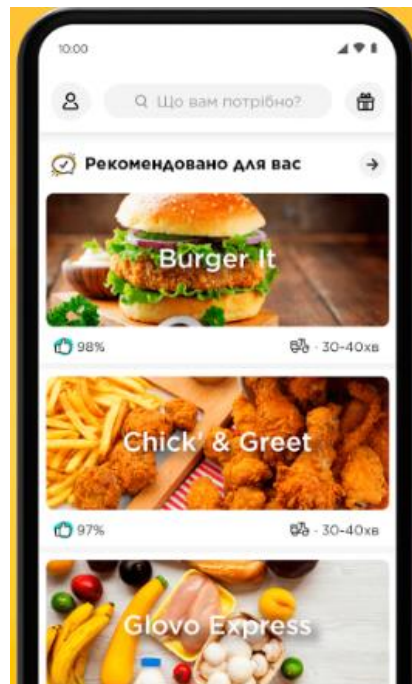 10:00
Що вам потрібно?
Рекомендовано для вас
Burger It
98%
· 30-40хв
Chick' & Greet
97%
· 30-40хв
Glovo Express